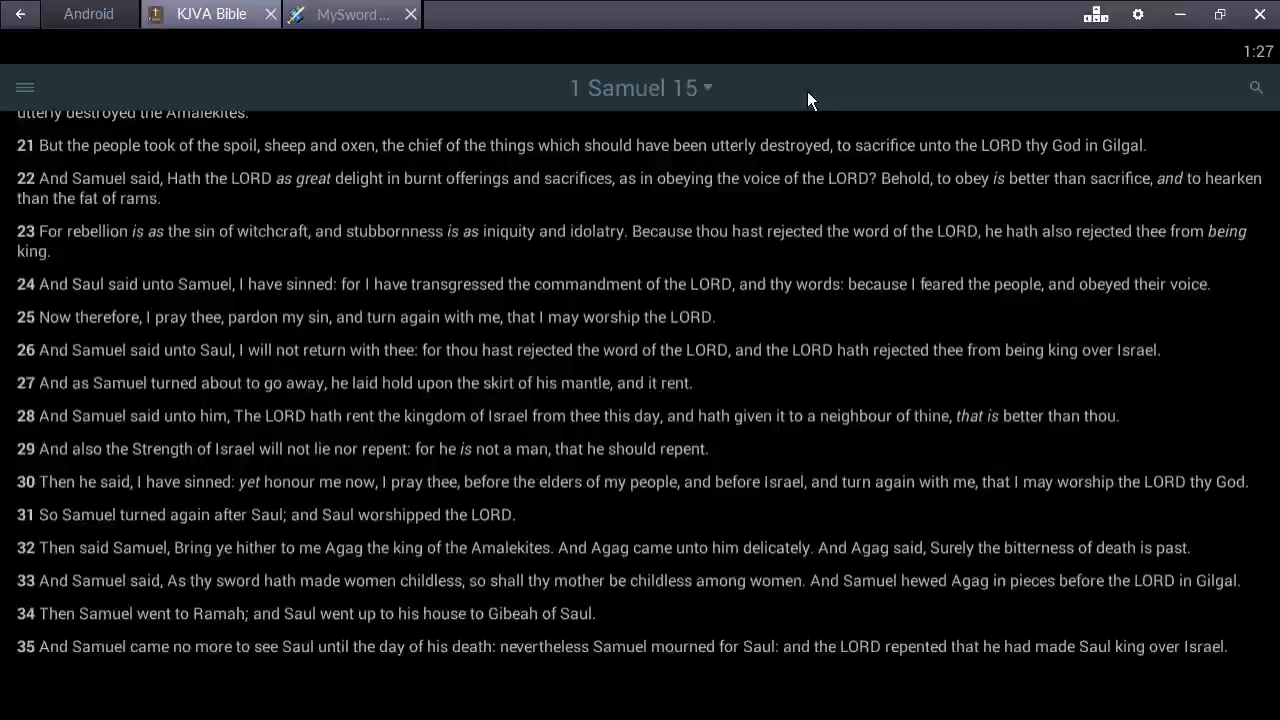 Android
KJVA Bible
MySword ...
1:27
1 Samuel 15
utterly destroyed the Amalekites.
21 But the people took of the spoil, sheep and oxen, the chief of the things which should have been utterly destroyed, to sacrifice unto the LORD thy God in Gilgal.
22 And Samuel said, Hath the LORD as great delight in burnt offerings and sacrifices, as in obeying the voice of the LORD? Behold, to obey is better than sacrifice, and to hearken
than the fat of rams.
23 For rebellion is as the sin of witchcraft, and stubbornness is as iniquity and idolatry. Because thou hast rejected the word of the LORD, he hath also rejected thee from being
king.
24 And Saul said unto Samuel, I have sinned: for I have transgressed the commandment of the LORD, and thy words: because I feared the people, and obeyed their voice.
25 Now therefore, I pray thee, pardon my sin, and turn again with me, that I may worship the LORD.
26 And Samuel said unto Saul, I will not return with thee: for thou hast rejected the word of the LORD, and the LORD hath rejected thee from being king over Israel.
27 And as Samuel turned about to go away, he laid hold upon the skirt of his mantle, and it rent.
28 And Samuel said unto him, The LORD hath rent the kingdom of Israel from thee this day, and hath given it to a neighbour of thine, that is better than thou.
29 And also the Strength of Israel will not lie nor repent: for he is not a man, that he should repent.
30 Then he said, I have sinned: yet honour me now, I pray thee, before the elders of my people, and before Israel, and turn again with me, that I may worship the LORD thy God.
31 So Samuel turned again after Saul; and Saul worshipped the LORD.
32 Then said Samuel, Bring ye hither to me Agag the king of the Amalekites. And Agag came unto him delicately. And Agag said, Surely the bitterness of death is past.
33 And Samuel said, As thy sword hath made women childless, so shall thy mother be childless among women. And Samuel hewed Agag in pieces before the LORD in Gilgal.
34 Then Samuel went to Ramah; and Saul went up to his house to Gibeah of Saul.
35 And Samuel came no more to see Saul until the day of his death: nevertheless Samuel mourned for Saul: and the LORD repented that he had made Saul king over Israel.